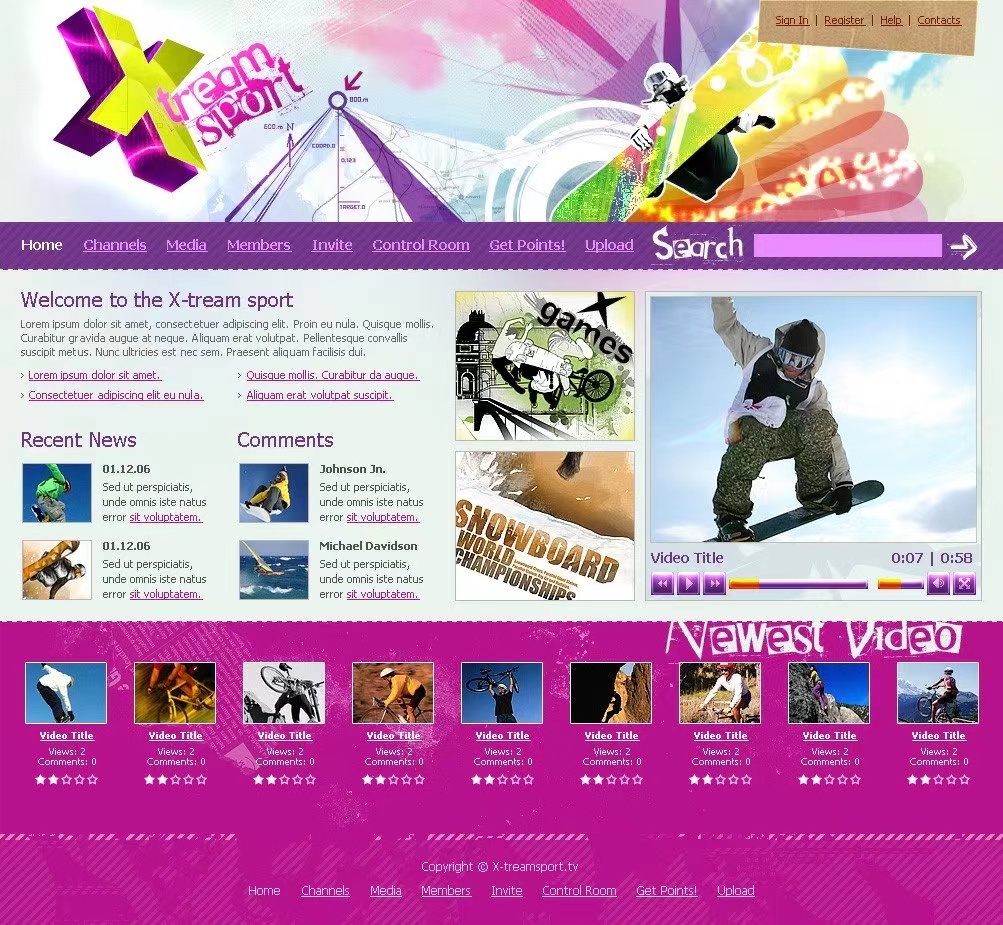 Sign In | Register | Help | Contacts
X
tream
sport
800.m
600.m N
COORD.0
0.123
TARGET.0
Home Channels Media Members Invite Control Room Get Points! Upload Search
Welcome to the X-tream sport
Lorem ipsum dolor sit amet, consectetuer adipiscing elit. Proin eu nula. Quisque mollis.
Curabitur gravida augue at neque. Aliquam erat volutpat. Pellentesque convallis
suscipit metus. Nunc ultricies est nec sem. Praesent aliquam facilisis dui.
› Lorem ipsum dolor sit amet.
› Quisque mollis. Curabitur da augue.
› Consectetuer adipiscing elit eu nula.
› Aliquam erat volutpat suscipit.
Recent News
01.12.06
Sed ut perspiciatis,
unde omnis iste natus
error sit voluptatem.
01.12.06
Sed ut perspiciatis,
unde omnis iste natus
error sit voluptatem.
Comments
Johnson Jn.
Sed ut perspiciatis,
unde omnis iste natus
error sit voluptatem.
Michael Davidson
Sed ut perspiciatis,
unde omnis iste natus
error sit voluptatem.
X
games
SNOWBOARD
WORLD
CHAMPIONSHIPS
Video Title 0:07 | 0:58
Newest Video
Video Title Video Title Video Title Video Title Video Title Video Title Video Title Video Title Video Title
Views: 2 Views: 2 Views: 2 Views: 2 Views: 2 Views: 2 Views: 2 Views: 2 Views: 2
Comments: 0 Comments: 0 Comments: 0 Comments: 0 Comments: 0 Comments: 0 Comments: 0 Comments: 0 Comments: 0
Copyright © X-treamsport.tv
Home Channels Media Members Invite Control Room Get Points! Upload